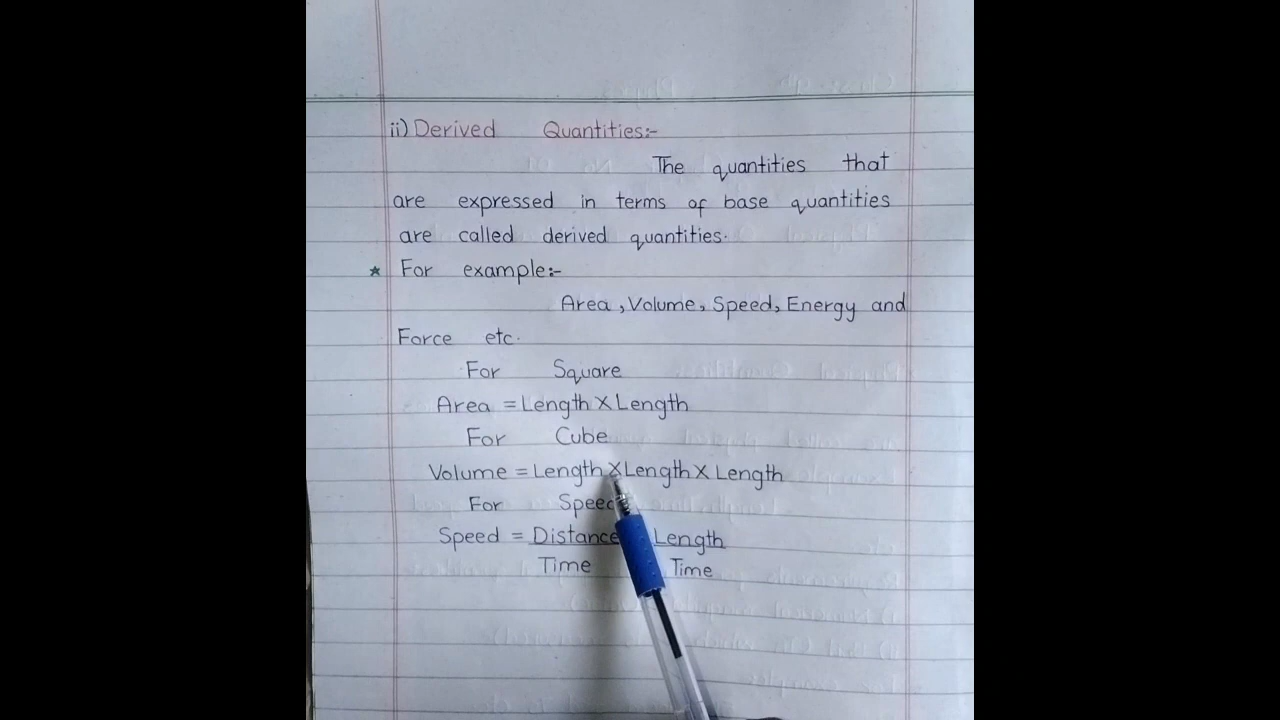 ii) Derived Quantities:-
The quantities that
are expressed in terms of base quantities
are called derived quantities.
* For example:-
Area, Volume, Speed, Energy and
Force etc.
For Square
Area = Length X Length
For Cube
Volume = Length X Length X Length
For Speed
Speed = Distance Length
Time Time